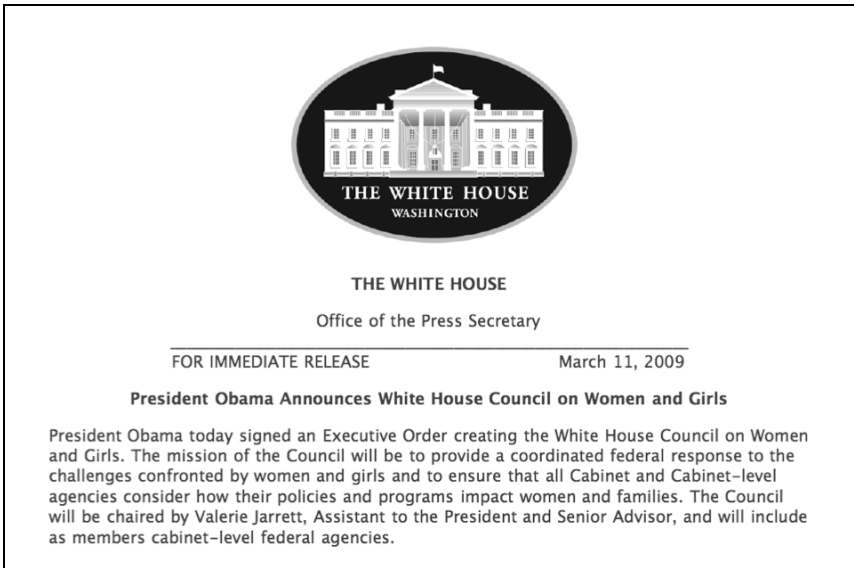 THE WHITE HOUSE
WASHINGTON
THE WHITE HOUSE
Office of the Press Secretary
FOR IMMEDIATE RELEASE March 11, 2009
President Obama Announces White House Council on Women and Girls
President Obama today signed an Executive Order creating the White House Council on Women
and Girls. The mission of the Council will be to provide a coordinated federal response to the
challenges confronted by women and girls and to ensure that all Cabinet and Cabinet-level
agencies consider how their policies and programs impact women and families. The Council
will be chaired by Valerie Jarrett, Assistant to the President and Senior Advisor, and will include
as members cabinet-level federal agencies.